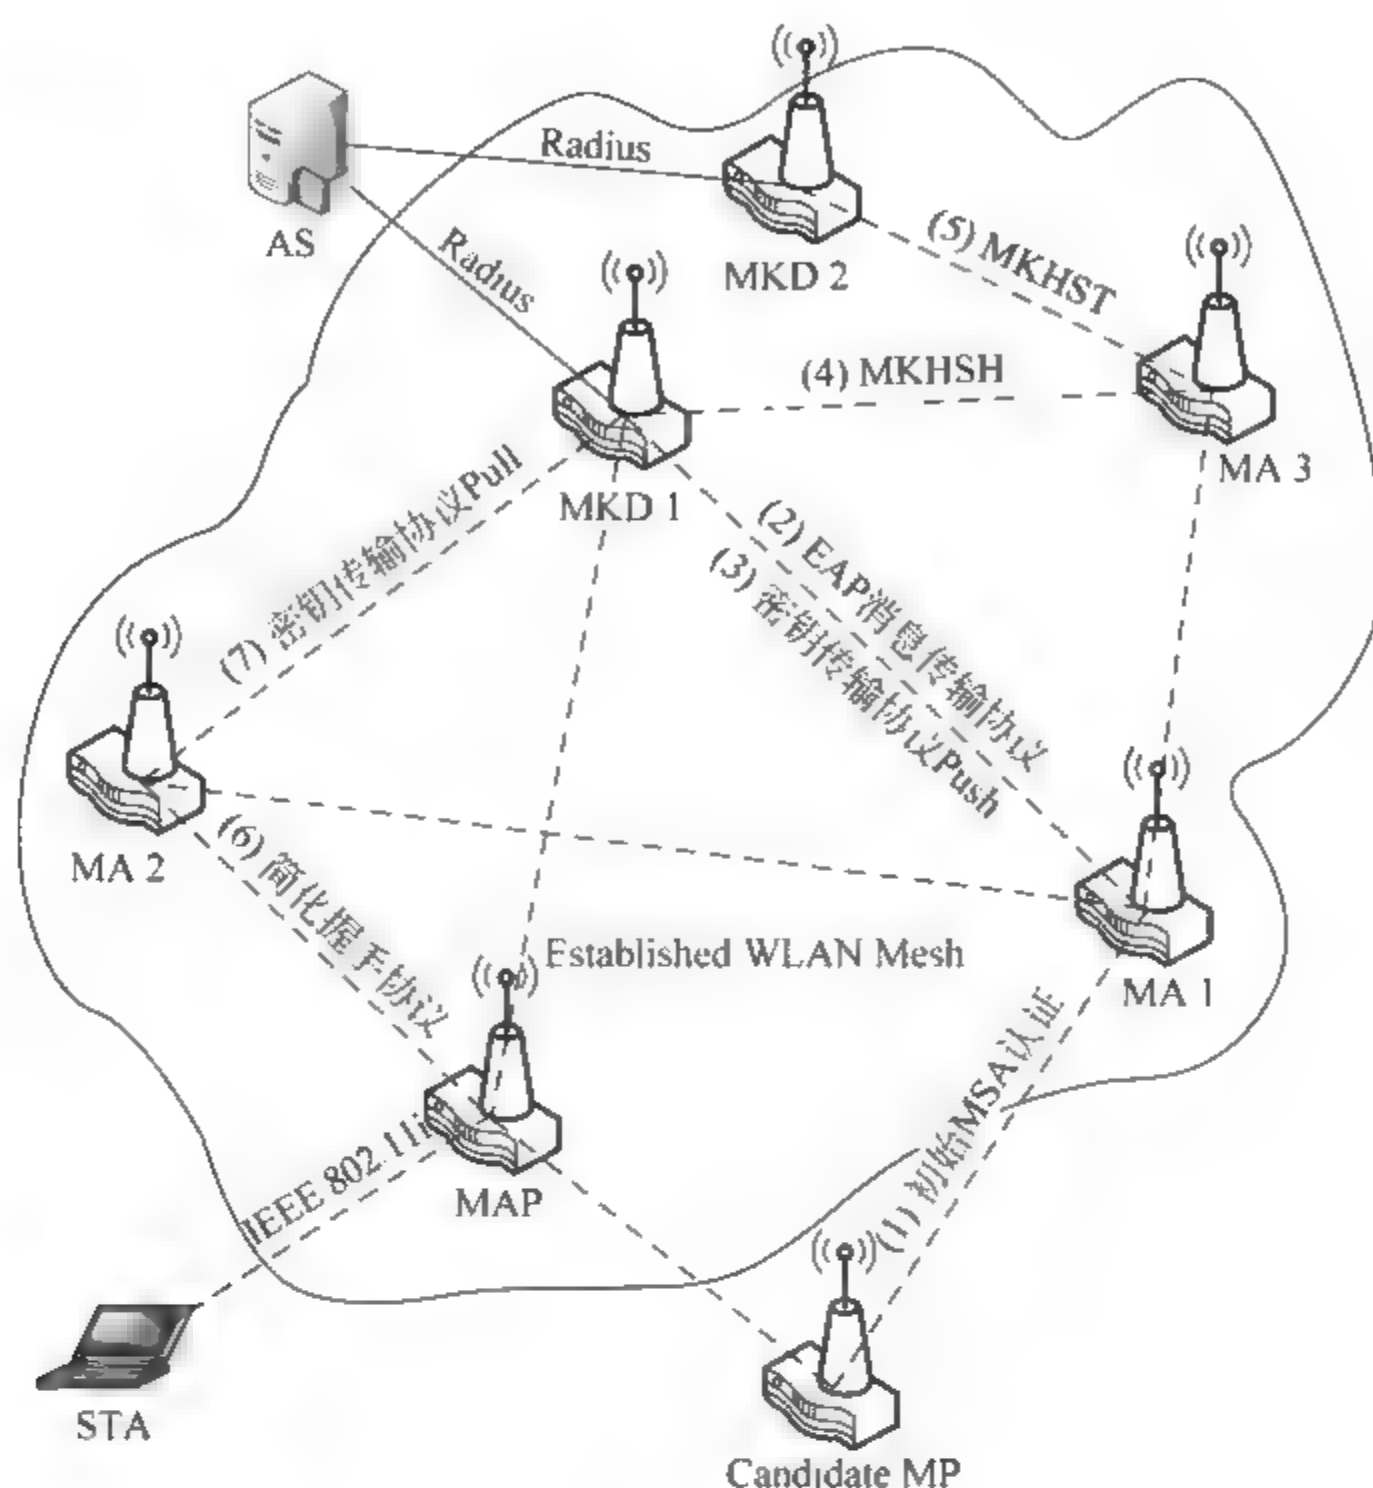 Radius
AS
MKD 2
(5) MKHST
Radius
(4) MKHSH
MA 3
MKD 1
(2) EAP消息传输协议
(3) 密钥传输协议Push
(7) 密钥传输协议Pull
MA 2
(6) 简化握手协议
Established WLAN Mesh
MA 1
(1) 初始MSA认证
IEEE 802.11i
MAP
STA
Candidate MP